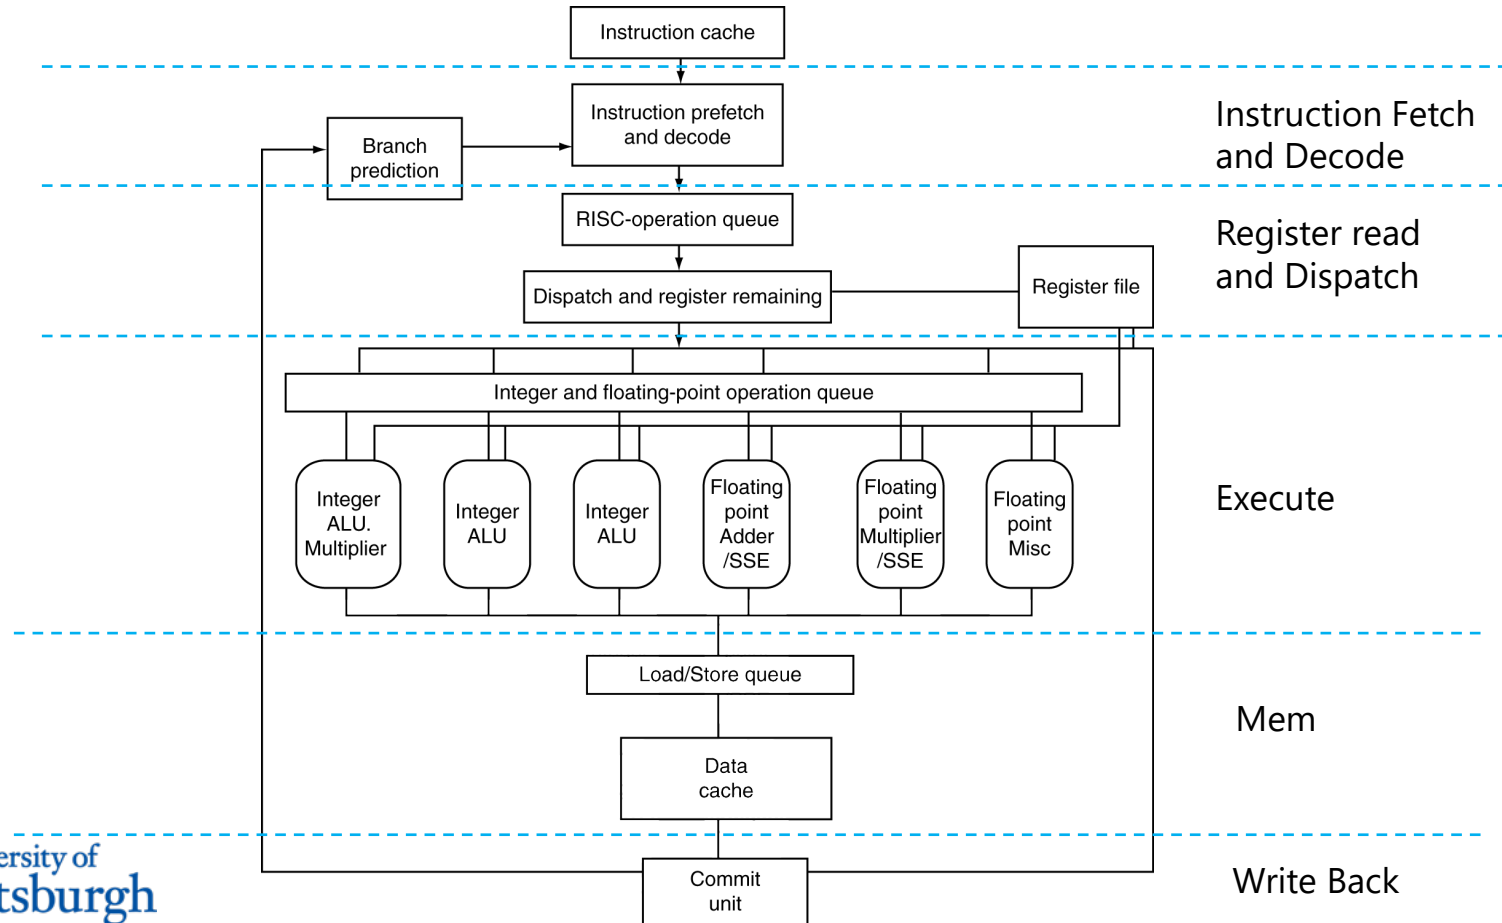 Instruction cache
Instruction prefetch
and decode
Branch
prediction
Instruction Fetch
and Decode
RISC-operation queue
Dispatch and register remaining
Register file
Register read
and Dispatch
Integer and floating-point operation queue
Integer
ALU.
Multiplier
Integer
ALU
Integer
ALU
Floating
point
Adder
/SSE
Floating
point
Multiplier
/SSE
Floating
point
Misc
Execute
Load/Store queue
Data
cache
Mem
Commit
unit
Write Back
ersity of
tsburgh